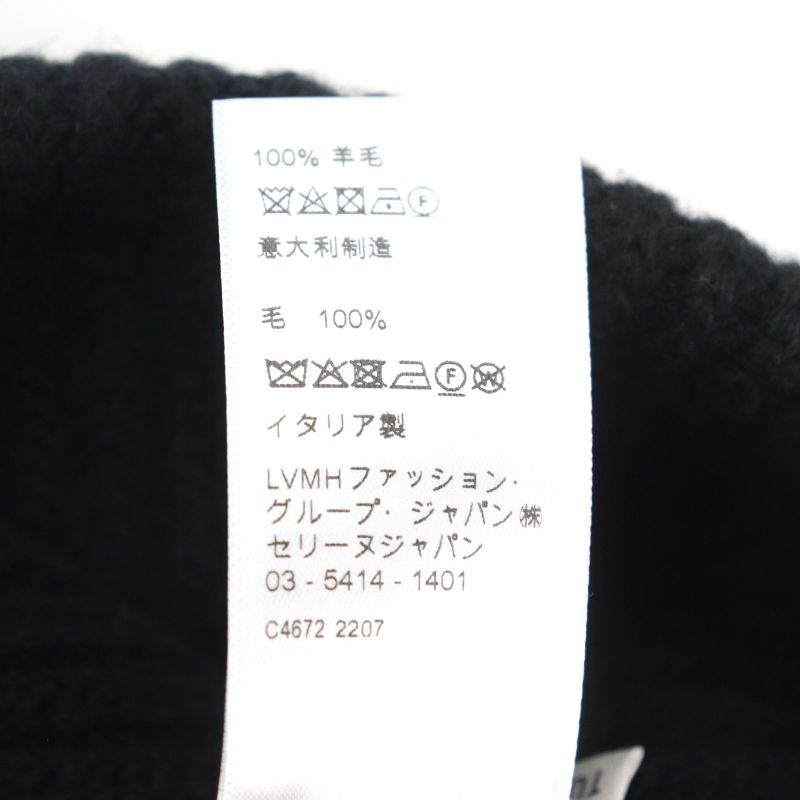 100% 羊毛
意大利制造
毛 100%
イタリア製
LVMHファッション・
グループ・ジャパン㈱
セリーヌジャパン
03 - 5414 - 1401
C4672 2207